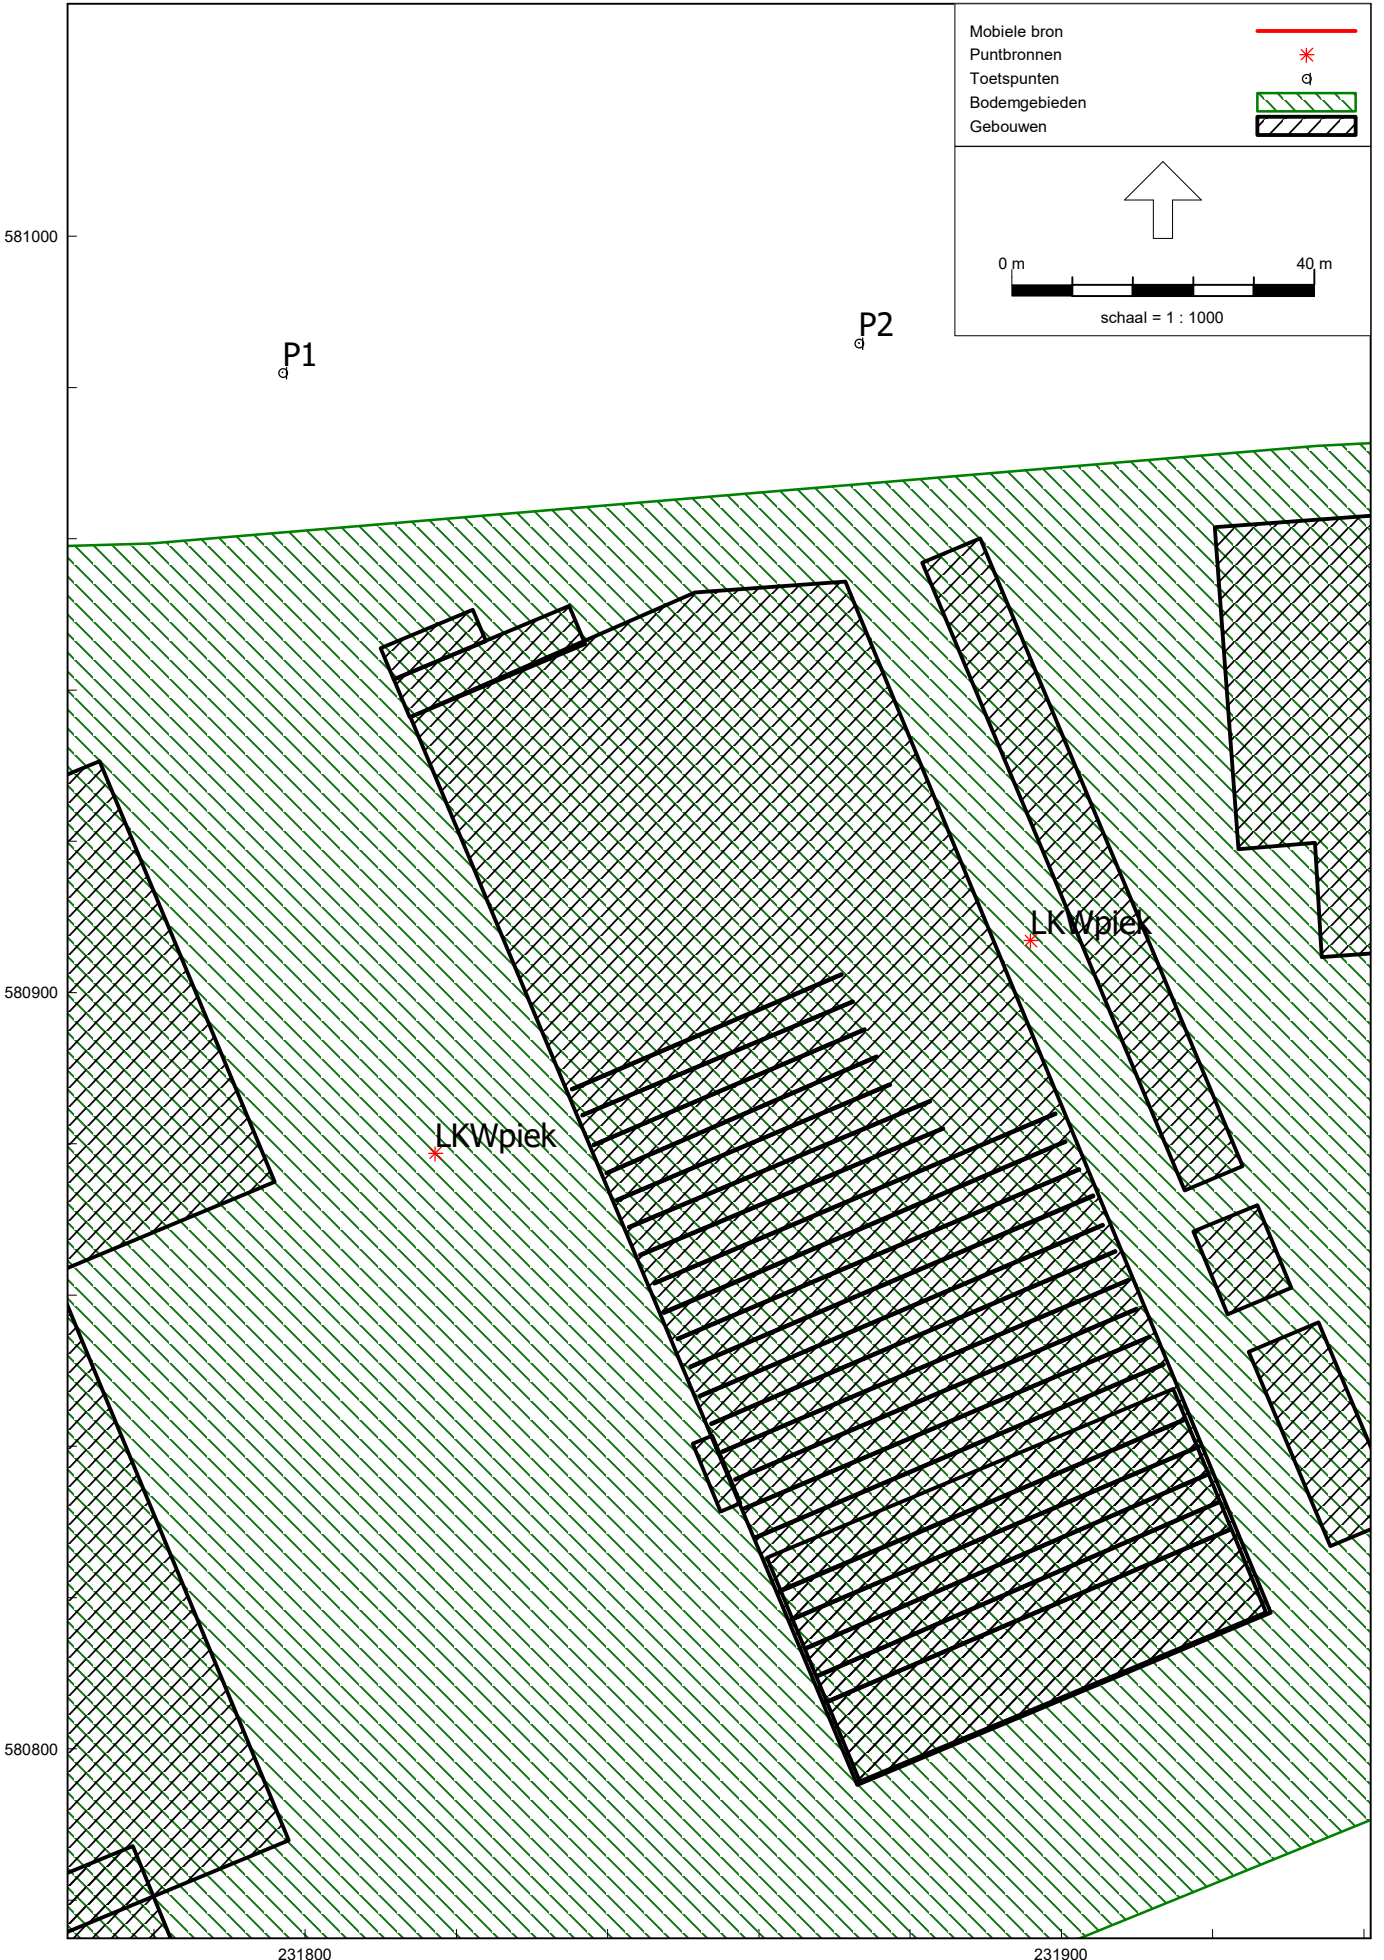 Mobiele bron
Puntbronnen
Toetspunten
Bodemgebieden
Gebouwen
581000
0 m 40 m
schaal = 1 : 1000
P2
P1
LKWpiek
580900
LKWpiek
580800
231800 231900